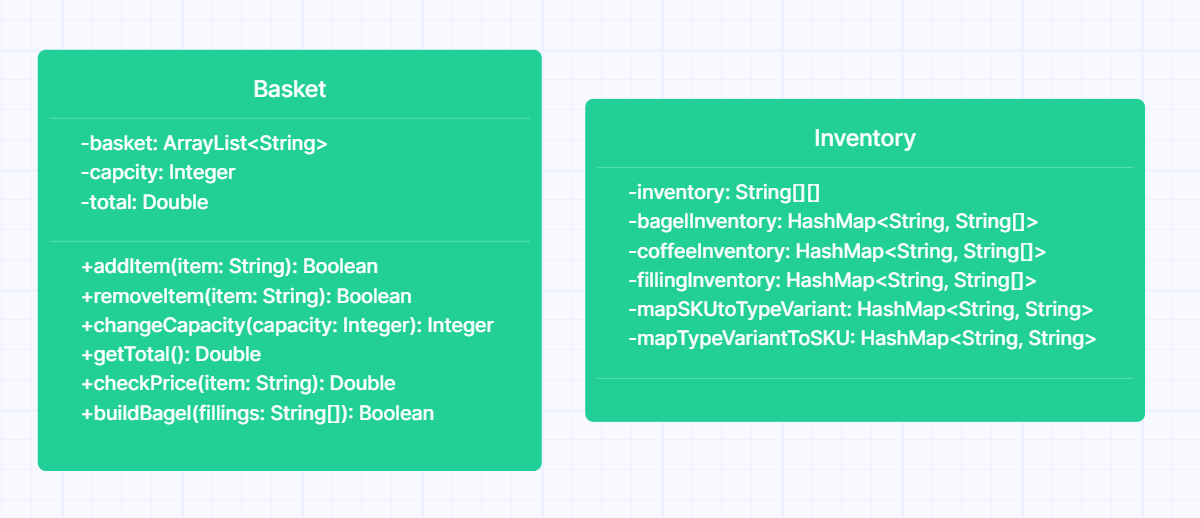 Basket
-basket: ArrayList<String>
-capcity: Integer
-total: Double
+addItem(item: String): Boolean
+removeItem(item: String): Boolean
+changeCapacity(capacity: Integer): Integer
+getTotal(): Double
+checkPrice(item: String): Double
+buildBagel(fillings: String[]): Boolean
Inventory
-inventory: String[][]
-bagelInventory: HashMap<String, String[]>
-coffeeInventory: HashMap<String, String[]>
-fillingInventory: HashMap<String, String[]>
-mapSKUtoTypeVariant: HashMap<String, String>
-mapTypeVariantToSKU: HashMap<String, String>